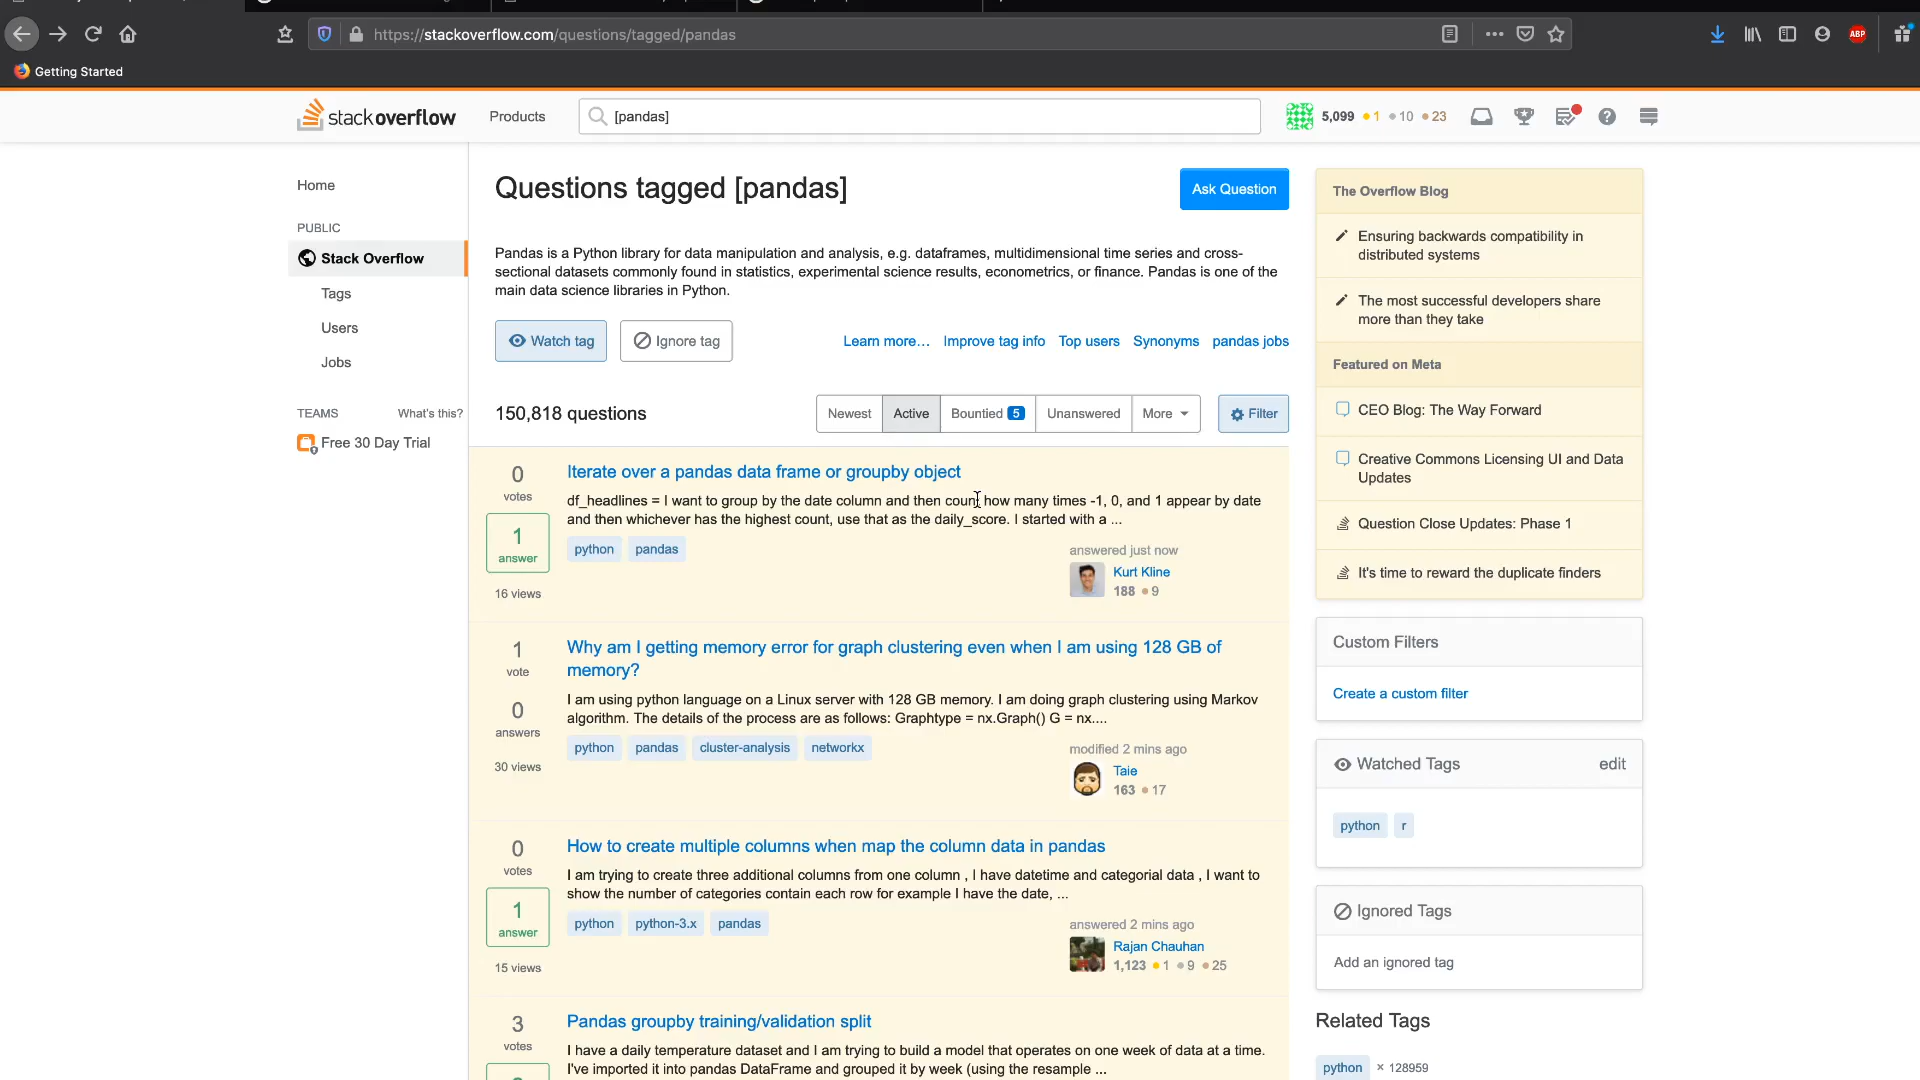 https://stackoverflow.com/questions/tagged/pandas
ABP
Getting Started
stackoverflow
Products
[pandas]
5,099 1 10 23
Home
PUBLIC
Stack Overflow
Tags
Users
Jobs
TEAMS What's this?
Free 30 Day Trial
Questions tagged [pandas]
Ask Question
Pandas is a Python library for data manipulation and analysis, e.g. dataframes, multidimensional time series and cross-
sectional datasets commonly found in statistics, experimental science results, econometrics, or finance. Pandas is one of the
main data science libraries in Python.
Watch tag
Ignore tag
Learn more… Improve tag info Top users Synonyms pandas jobs
150,818 questions
Newest Active Bountied 5 Unanswered More
Filter
0
votes
1
answer
16 views
Iterate over a pandas data frame or groupby object
df_headlines = I want to group by the date column and then count how many times -1, 0, and 1 appear by date
and then whichever has the highest count, use that as the daily_score. I started with a ...
python pandas
answered just now
Kurt Kline
188 9
1
vote
0
answers
30 views
Why am I getting memory error for graph clustering even when I am using 128 GB of
memory?
I am using python language on a Linux server with 128 GB memory. I am doing graph clustering using Markov
algorithm. The details of the process are as follows: Graphtype = nx.Graph() G = nx....
python pandas cluster-analysis networkx
modified 2 mins ago
Taie
163 17
0
votes
1
answer
15 views
How to create multiple columns when map the column data in pandas
I am trying to create three additional columns from one column , I have datetime and categorial data , I want to
show the number of categories contain each row for example I have the date, ...
python python-3.x pandas
answered 2 mins ago
Rajan Chauhan
1,123 1 9 25
3
votes
Pandas groupby training/validation split
I have a daily temperature dataset and I am trying to build a model that operates on one week of data at a time.
I've imported it into pandas DataFrame and grouped it by week (using the resample ...
The Overflow Blog
Ensuring backwards compatibility in
distributed systems
The most successful developers share
more than they take
Featured on Meta
CEO Blog: The Way Forward
Creative Commons Licensing UI and Data
Updates
Question Close Updates: Phase 1
It's time to reward the duplicate finders
Custom Filters
Create a custom filter
Watched Tags edit
python r
Ignored Tags
Add an ignored tag
Related Tags
python × 128959